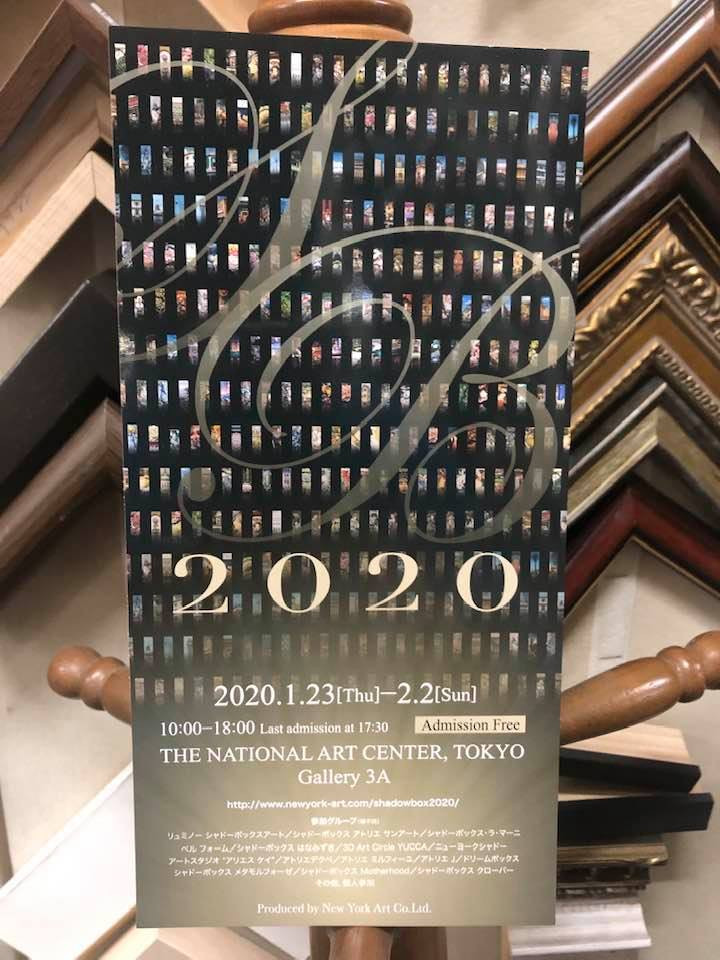 SB
2020
2020.1.23[Thu]−2.2[Sun]
10:00−18:00 Last admission at 17:30 Admission Free
THE NATIONAL ART CENTER, TOKYO
Gallery 3A
http://www.newyork-art.com/shadowbox2020/
参加グループ(順不同)
リュミノー シャドーボックスアート／シャドーボックス アトリエ サンアート／シャドーボックス・ラ・マーニ
ベル フォーム／シャドーボックス はなみずき／3D Art Circle YUCCA／ニューヨークシャドー
アートスタジオ "アリエス ケイ"／アトリエデクペ／アトリエ ミルフィーユ／アトリエ J／ドリームボックス
シャドーボックス メタモルフォーゼ／シャドーボックス Motherhood／シャドーボックス クローバー
その他、個人参加
Produced by New York Art Co.Ltd.